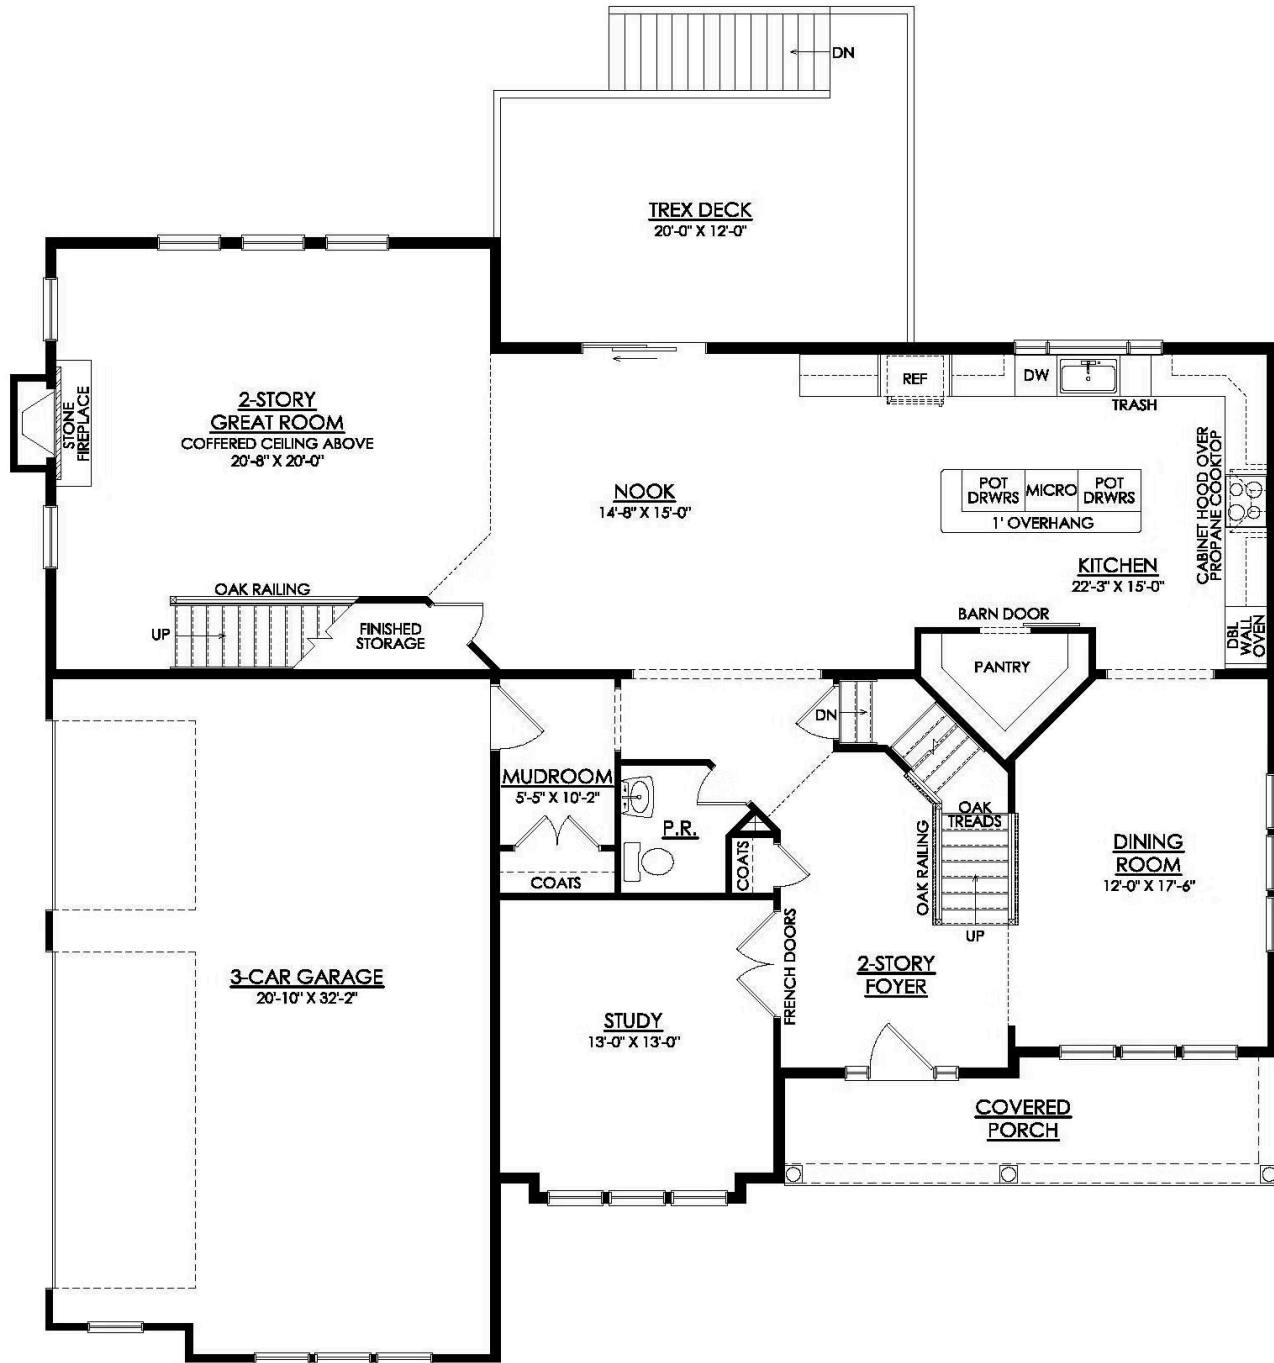 DN
TREX DECK
20'-0" X 12'-0"
2-STORY
GREAT ROOM
COFFERED CEILING ABOVE
20'-8" X 20'-0"
STONE
FIREPLACE
NOOK
14'-8" X 15'-0"
REF
DW
TRASH
POT
DRWRS
MICRO
POT
DRWRS
1' OVERHANG
CABINET HOOD OVER
PROPANE COOKTOP
KITCHEN
22'-3" X 15'-0"
BARN DOOR
DBL
WALL
OVEN
PANTRY
OAK RAILING
UP
FINISHED
STORAGE
DN
MUDROOM
5'-5" X 10'-2"
P.R.
COATS
COATS
OAK
TREADS
OAK RAILING
UP
DINING
ROOM
12'-0" X 17'-6"
3-CAR GARAGE
20'-10" X 32'-2"
FRENCH DOORS
2-STORY
FOYER
STUDY
13'-0" X 13'-0"
COVERED
PORCH